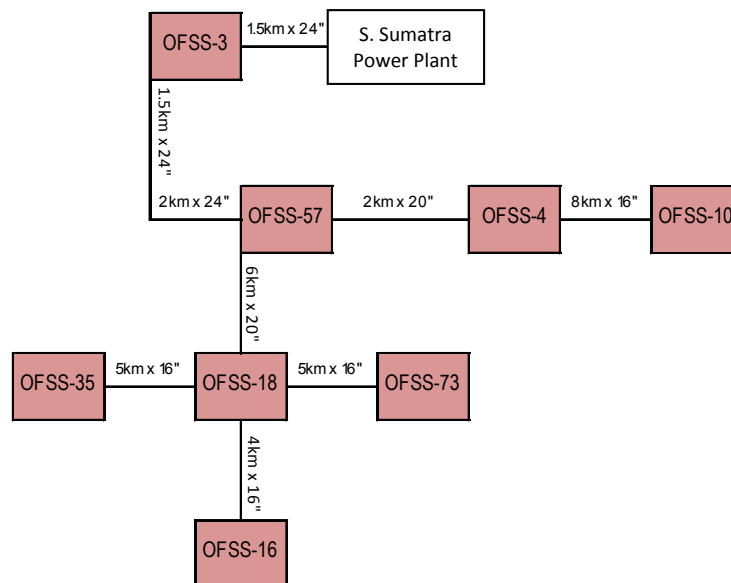 OFSS-3
1.5km x 24"
S. Sumatra
Power Plant
1.5km x 24"
2km x 24"
OFSS-57
2km x 20"
OFSS-4
8km x 16"
OFSS-10
6km x 20"
OFSS-35
5km x 16"
OFSS-18
5km x 16"
OFSS-73
4km x 16"
OFSS-16